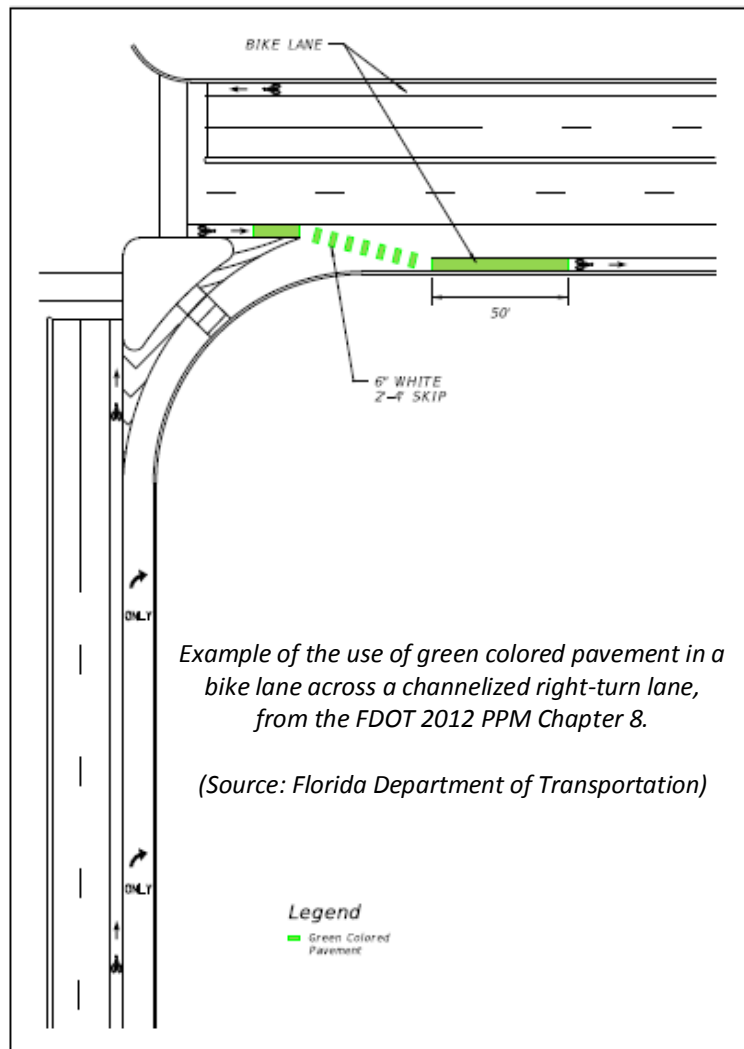 BIKE LANE
50'
6" WHITE
2'-4' SKIP
ONLY
Example of the use of green colored pavement in a
bike lane across a channelized right-turn lane,
from the FDOT 2012 PPM Chapter 8.
(Source: Florida Department of Transportation)
ONLY
Legend
Green Colored
Pavement